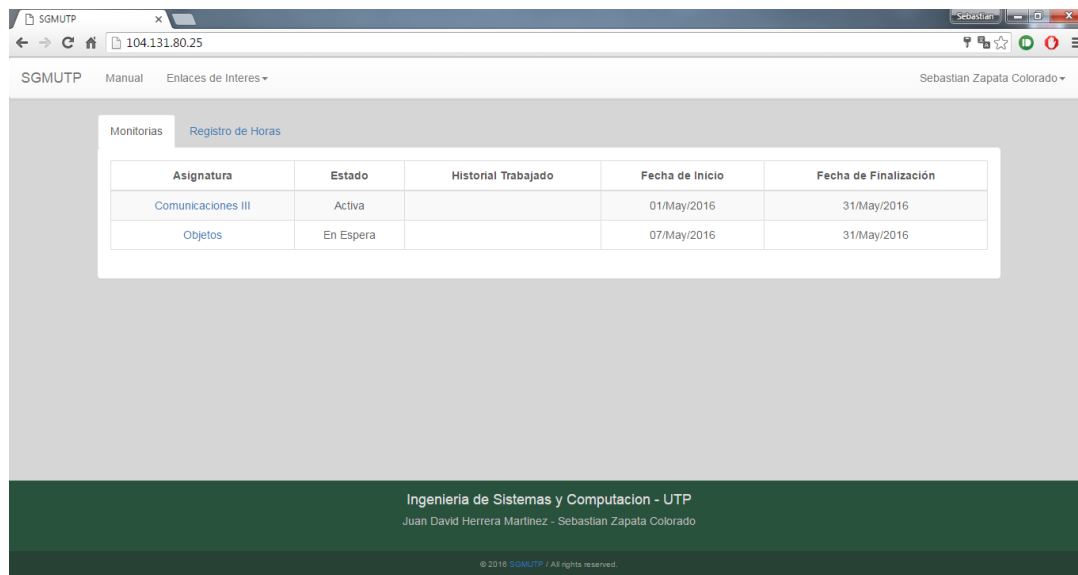 SGMUTP
Sebastian
104.131.80.25
SGMUTP Manual Enlaces de Interes Sebastian Zapata Colorado
Monitorias Registro de Horas
Asignatura Estado Historial Trabajado Fecha de Inicio Fecha de Finalización
Comunicaciones III Activa 01/May/2016 31/May/2016
Objetos En Espera 07/May/2016 31/May/2016
Ingenieria de Sistemas y Computacion - UTP
Juan David Herrera Martinez - Sebastian Zapata Colorado
© 2016 SGMUTP / All rights reserved.